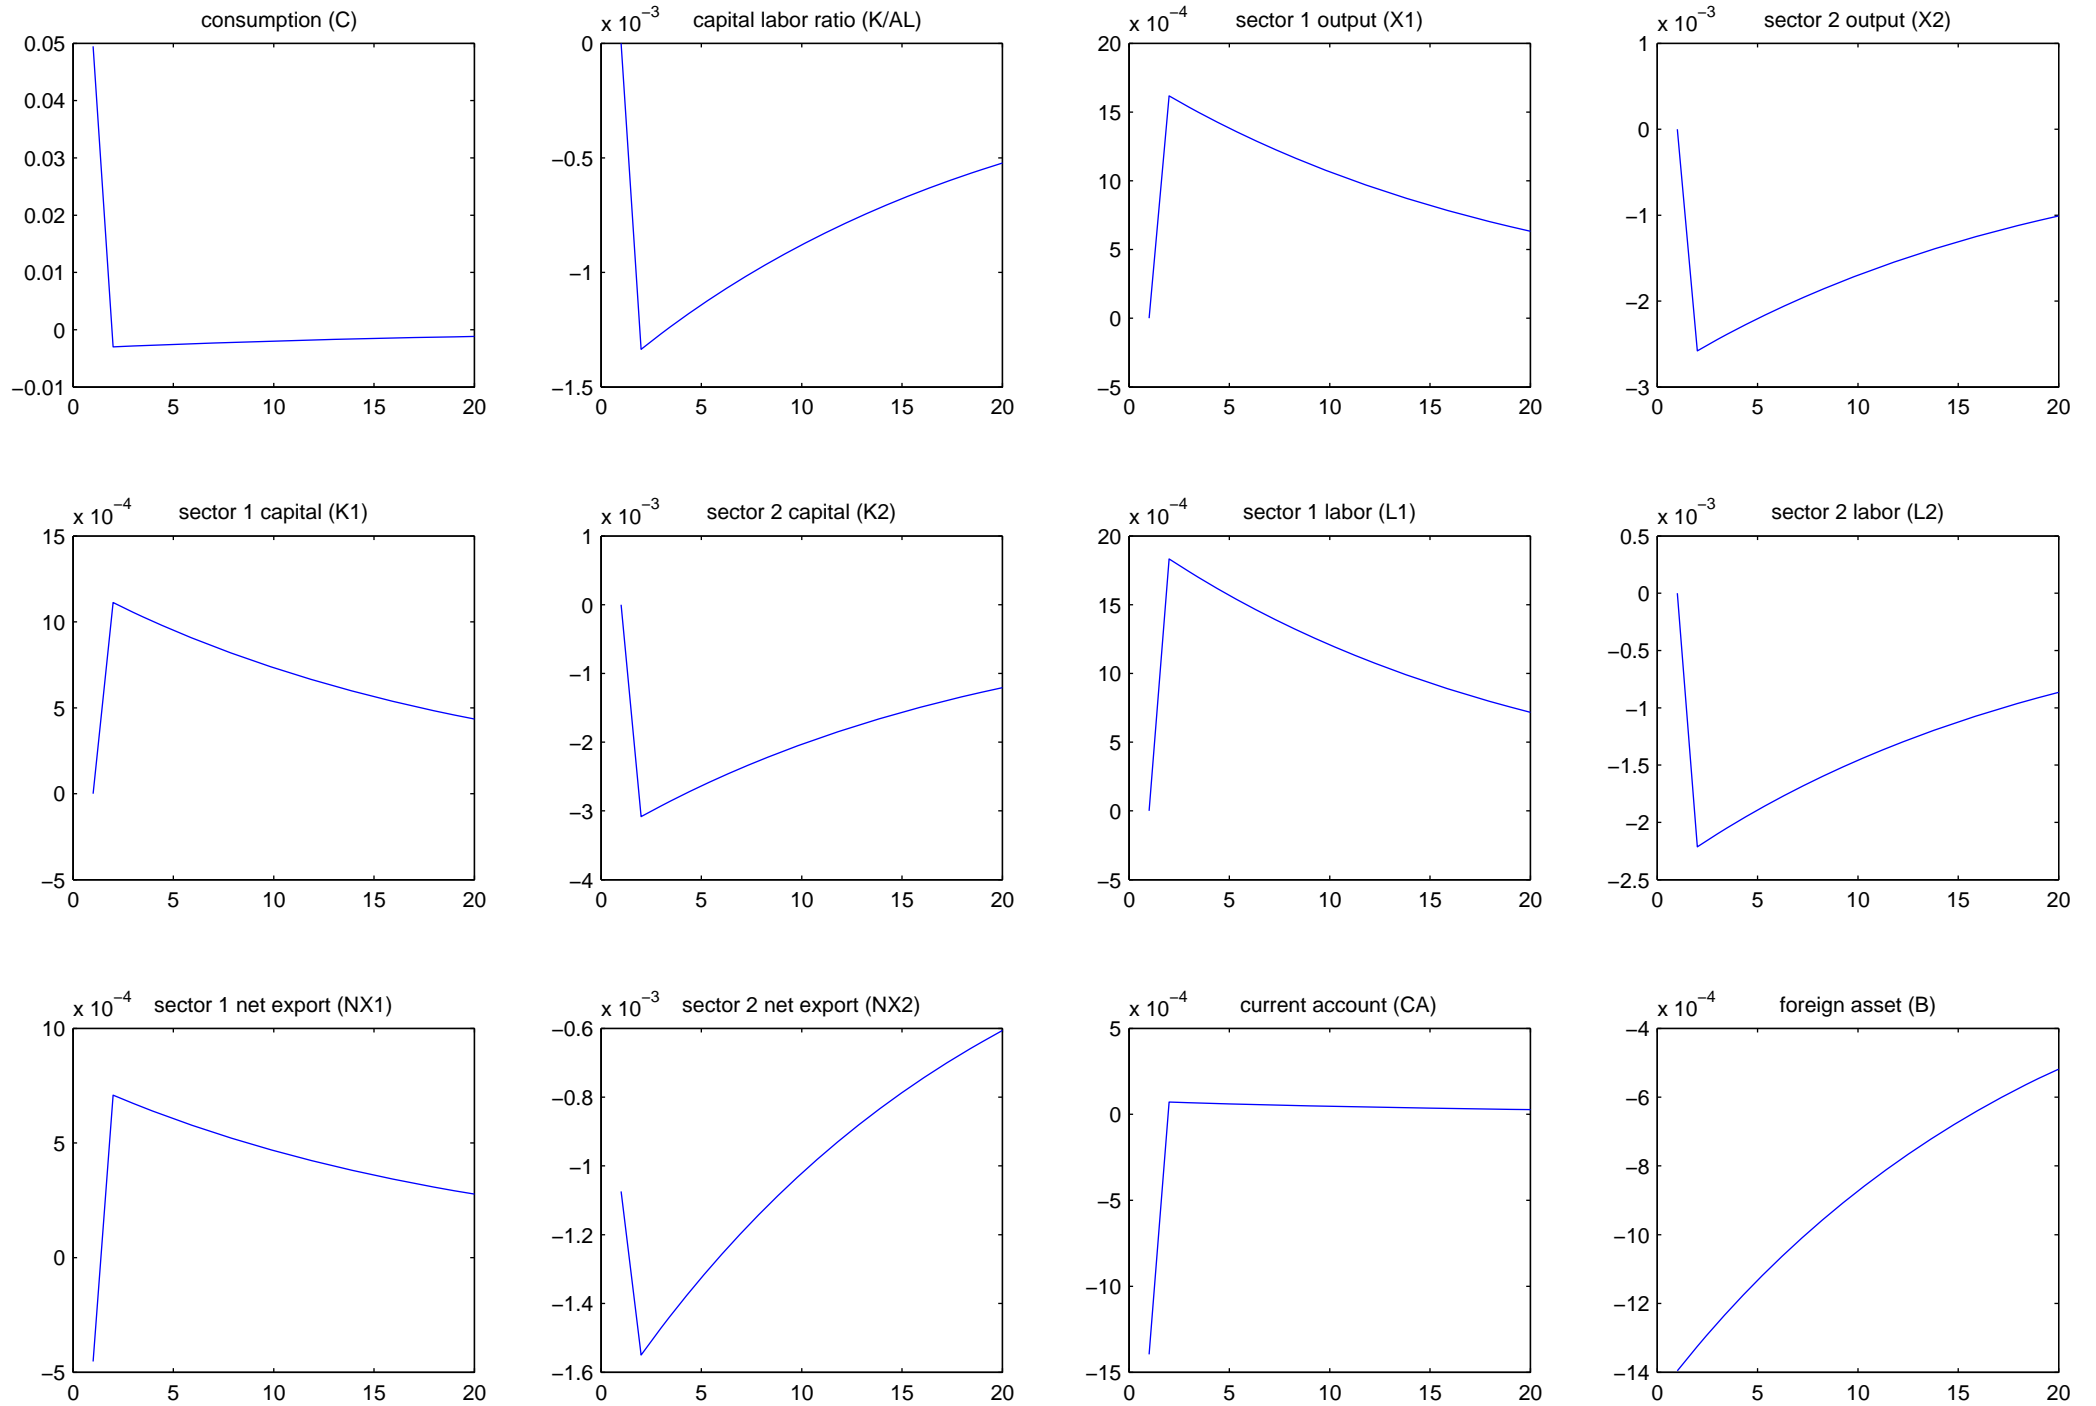 consumption (C)
0.05
0.04
0.03
0.02
0.01
0
−0.01
0 5 10 15 20
x 10−3
capital labor ratio (K/AL)
0
−0.5
−1
−1.5
0 5 10 15 20
x 10−4
sector 1 output (X1)
20
15
10
5
0
−5
0 5 10 15 20
x 10−3
sector 2 output (X2)
1
0
−1
−2
−3
0 5 10 15 20
x 10−4
sector 1 capital (K1)
15
10
5
0
−5
0 5 10 15 20
x 10−3
sector 2 capital (K2)
1
0
−1
−2
−3
−4
0 5 10 15 20
x 10−4
sector 1 labor (L1)
20
15
10
5
0
−5
0 5 10 15 20
x 10−3
sector 2 labor (L2)
0.5
0
−0.5
−1
−1.5
−2
−2.5
0 5 10 15 20
x 10−4
sector 1 net export (NX1)
10
5
0
−5
0 5 10 15 20
x 10−3
sector 2 net export (NX2)
−0.6
−0.8
−1
−1.2
−1.4
−1.6
0 5 10 15 20
x 10−4
current account (CA)
5
0
−5
−10
−15
0 5 10 15 20
x 10−4
foreign asset (B)
−4
−6
−8
−10
−12
−14
0 5 10 15 20